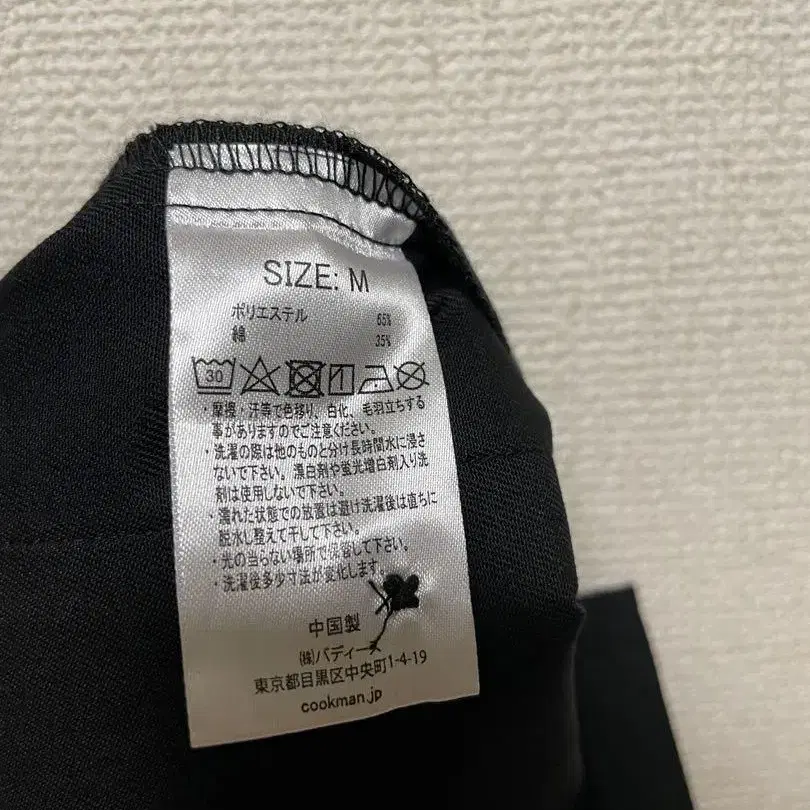 SIZE: M
ポリエステル 65%
綿 35%
30
・摩擦・汗等で色移り、白化、毛羽立ちする
事がありますのでご注意ください。
・洗濯の際は他のものと分け長時間水に浸さ
ないで下さい。漂白剤や蛍光増白剤入り洗
剤は使用しないで下さい。
・濡れた状態での放置は避け洗濯後は直ちに
脱水し整えて干して下さい。
・光の当らない場所で保管して下さい。
・洗濯後多少寸法が変化します。
中国製
㈱バディーズ
東京都目黒区中央町1-4-19
cookman.jp